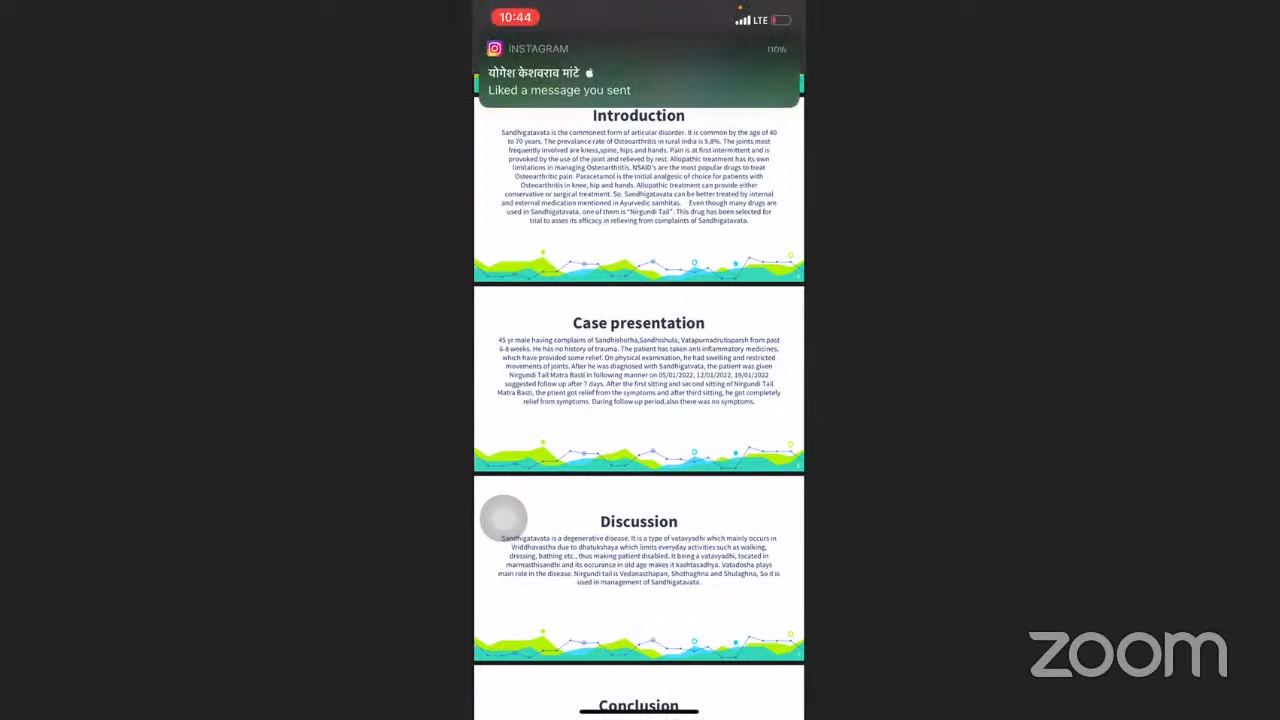 10:44
LTE
INSTAGRAM
now
योगेश केशवराव मांटे
Liked a message you sent
Introduction
Sandhigatavata is the commonest form of articular disorder. It is common by the age of 40
to 70 years. The prevalance rate of Osteoarthritis in rural india is 5.8%. The joints most
frequently involved are kness,spine, hips and hands. Pain is at first intermittent and is
provoked by the use of the joint and relieved by rest. Allopathic treatment has its own
limitations in managing Osteoarthritis. NSAID's are the most popular drugs to treat
Osteoarthritic pain. Paracetamol is the initial analgesic of choice for patients with
Osteoarthritis in knee, hip and hands. Allopathic treatment can provide either
conservative or surgical treatment. So, Sandhigatavata can be better treated by internal
and external medication mentioned in Ayurvedic samhitas. Even though many drugs are
used in Sandhigatavata, one of them is "Nirgundi Tail". This drug has been selected for
trial to asses its efficacy in relieving from complaints of Sandhigatavata.
Case presentation
45 yr male having complains of Sandhishotha,Sandhishula, Vatapurnadrutisparsh from past
6-8 weeks. He has no history of trauma. The patient has taken anti inflammatory medicines,
which have provided some relief. On physical examination, he had swelling and restricted
movements of joints. After he was diagnosed with Sandhigatvata, the patient was given
Nirgundi Tail Matra Basti in following manner on 05/01/2022, 12/01/2022, 19/01/2022
suggested follow up after 7 days. After the first sitting and second sitting of Nirgundi Tail
Matra Basti, the ptient got relief from the symptoms and after third sitting, he got completely
relief from symptoms. During follow up period,also there was no symptoms.
Discussion
Sandhigatavata is a degenerative disease. It is a type of vatavyadhi which mainly occurs in
Vriddhavastha due to dhatukshaya which limits everyday activities such as walking,
dressing, bathing etc., thus making patient disabled. It being a vatavyadhi, located in
marmasthisandhi and its occurance in old age makes it kashtasadhya. Vatadosha plays
main role in the disease. Nirgundi tail is Vedanasthapan, Shothaghna and Shulaghna, So it is
used in management of Sandhigatavata.
Conclusion
zoom